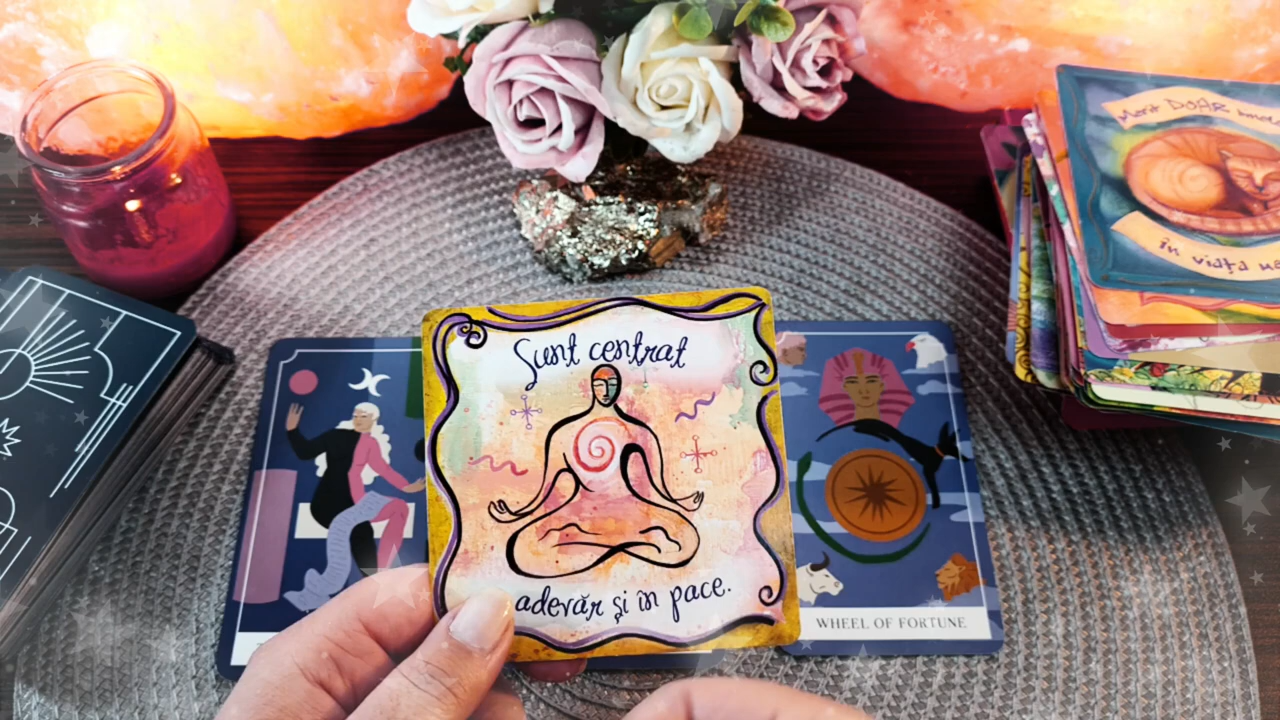 Sunt centrat
adevăr și în pace.
WHEEL OF FORTUNE
Merit DOAR
în viața